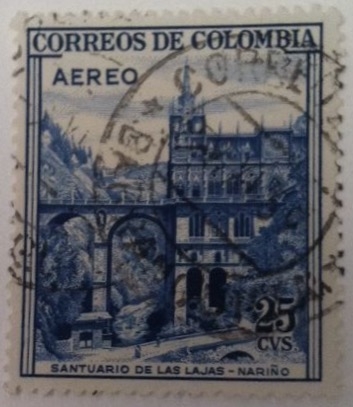 CORREOS DE COLOMBIA
AEREO
25
CVS
SANTUARIO DE LAS LAJAS - NARIÑO